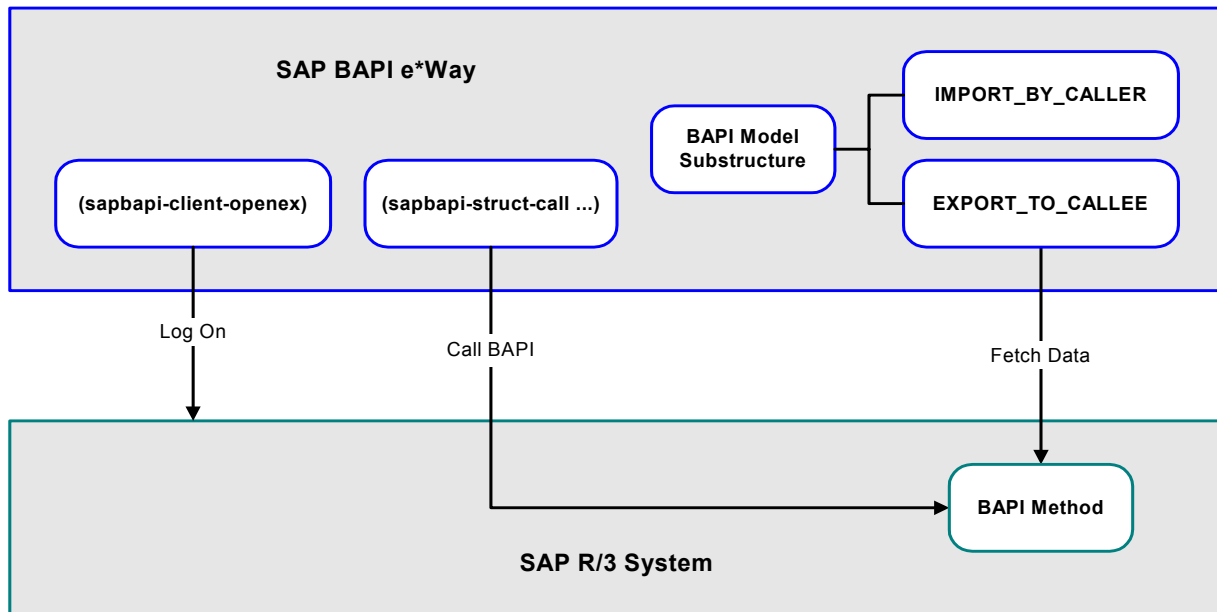 SAP BAPI e*Way
IMPORT_BY_CALLER
BAPI Model
Substructure
(sapbapi-client-openex)
(sapbapi-struct-call ...)
EXPORT_TO_CALLEE
Log On
Call BAPI
Fetch Data
BAPI Method
SAP R/3 System